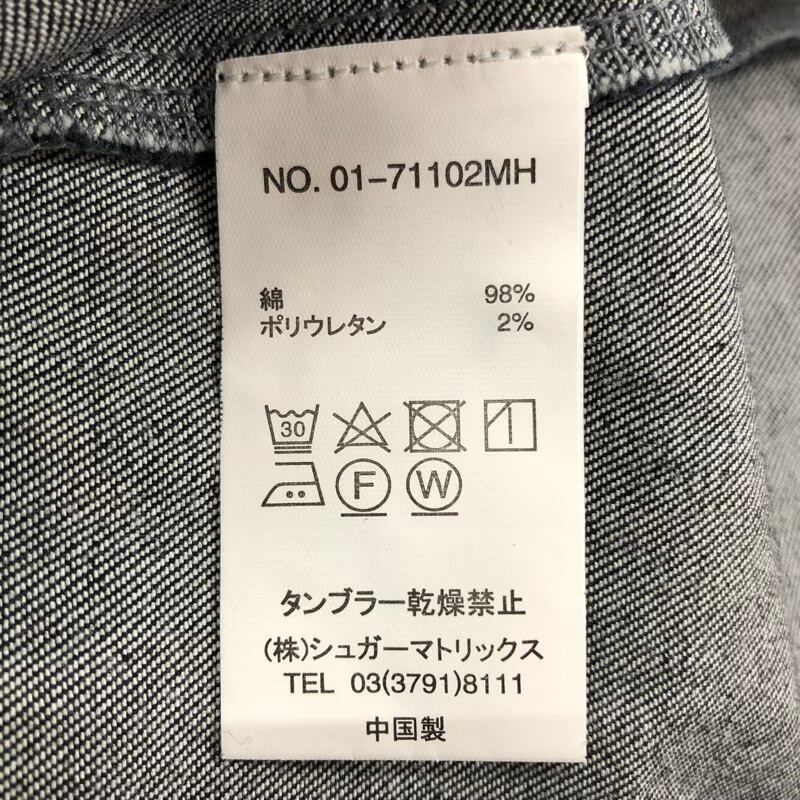 NO. 01-71102MH
綿 98%
ポリウレタン 2%
30
F W
タンブラー乾燥禁止
(株)シュガーマトリックス
TEL 03(3791)8111
中国製